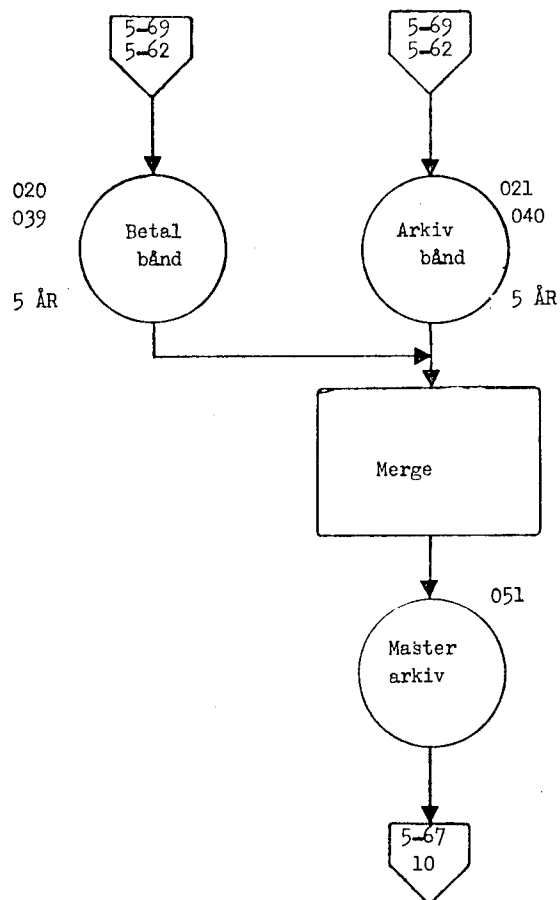 5-69
5-62
5-69
5-62
020
039
Betal
bånd
5 ÅR
021
040
Arkiv
bånd
5 ÅR
Merge
051
Master
arkiv
5-67
10